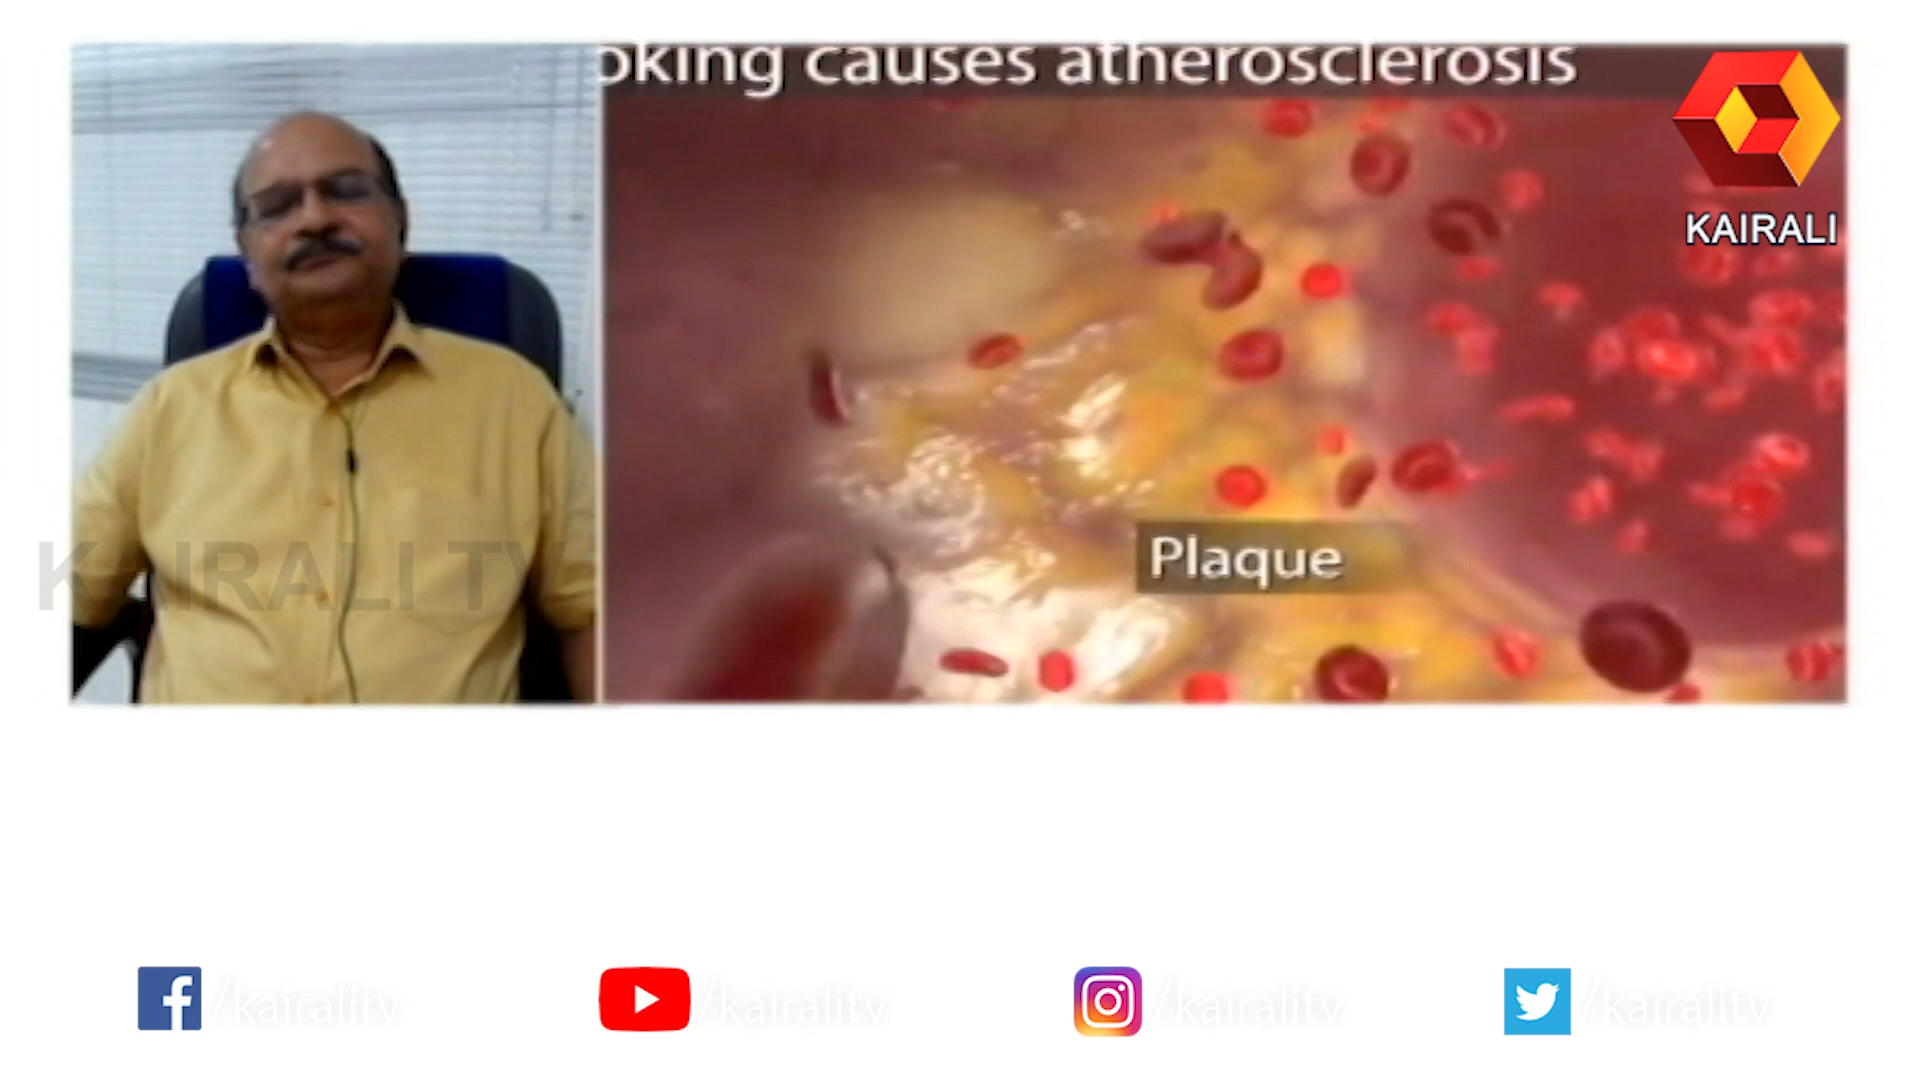 oking causes atherosclerosis
KAIRALI
Plaque
KAIRALI TV
/kairalitv
/kairalitv
/kairalitv
/kairalitv